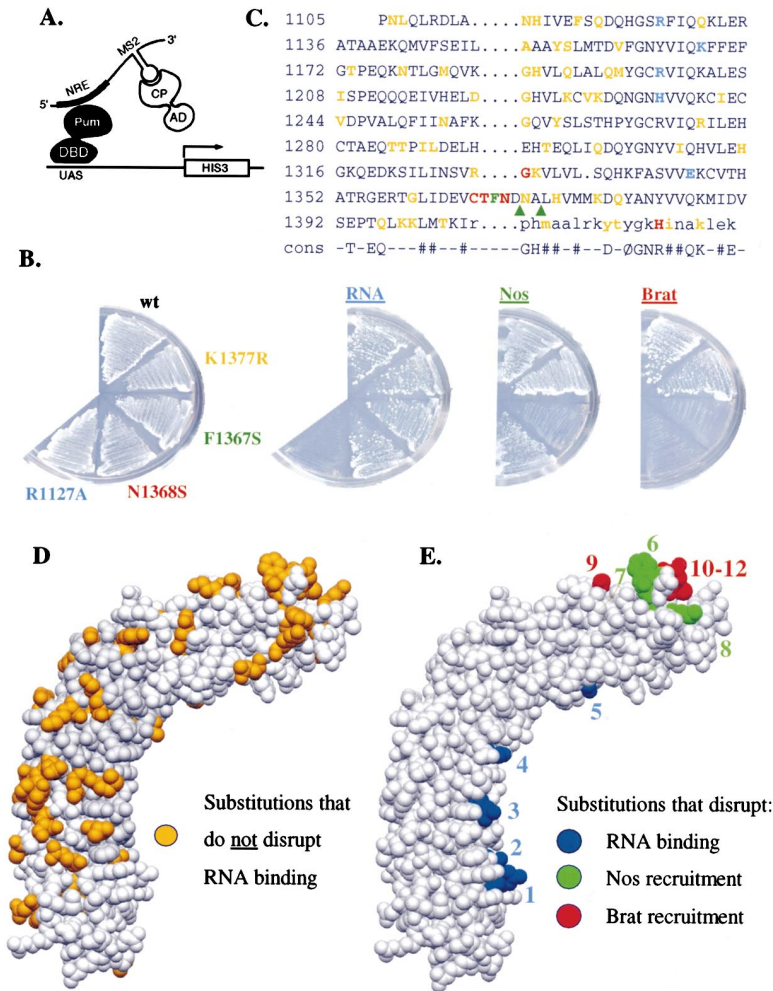 A.
MS2
3'
NRE
5'
CP
Pum
AD
DBD
UAS
HIS3
C.
1105 PNLQLRDLA.....NHIVEFSQDQHGSRFIQQKLER
1136 ATAAEKQMVFSEIL....AAAYSLMTDVFGNYVIQKFFEF
1172 GTPEQKNTLGMQVK....GHVLQLALQMYGCRVIQKALES
1208 ISPEQQQEIVHELD....GHVLKCVKDQNGNHVVQKCIEC
1244 VDPVALQFIINAFK....GQVYSLSTHPYGCRVIQRILEH
1280 CTAEQTTPILDELH....EHTEQLIQDQYGNYVIQHVLEH
1316 GKQEDKSILINSVR....GKVLVLSQHKFASVVEKCVTH
1352 ATRGERTGLIDEVCTFNDNALHVMMKDQYANYVVQKMIDV
1392 SEPTQLKKLMTKIr....phmaalrkytygkHinaklek
cons -T-EQ---##--#-----GH##--#--D-ØGNR##QK-#E-
B.
wt
K1377R
F1367S
N1368S
R1127A
RNA
Nos
Brat
D
Substitutions that
do not disrupt
RNA binding
E.
6
9
7
10-12
8
5
4
3
2
1
Substitutions that disrupt:
RNA binding
Nos recruitment
Brat recruitment